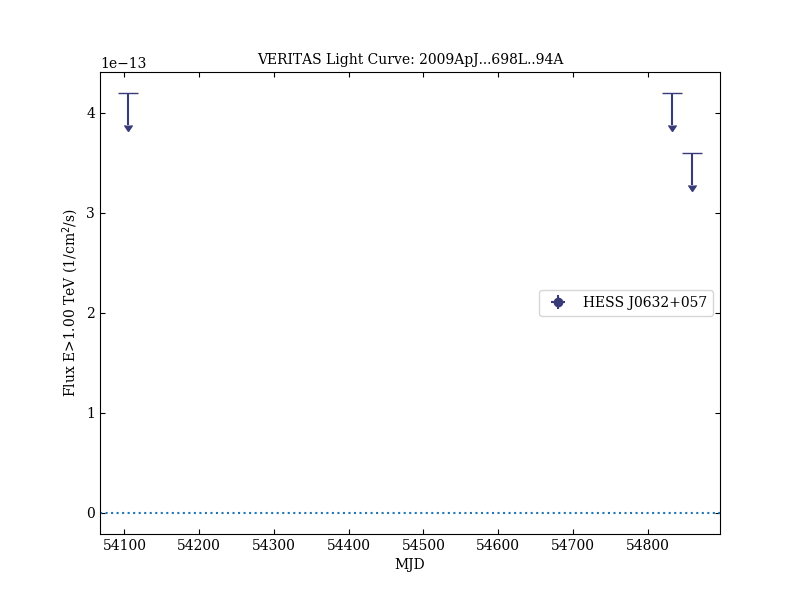 VERITAS Light Curve: 2009ApJ...698L..94A
1e−13
4
3
2
1
0
Flux E>1.00 TeV (1/cm²/s)
HESS J0632+057
54100 54200 54300 54400 54500 54600 54700 54800
MJD